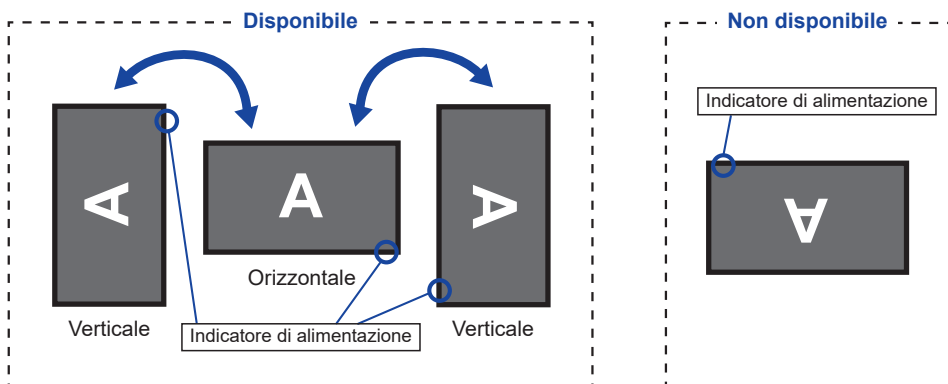 Disponibile
Non disponibile
Indicatore di alimentazione
A
A
A
A
Orizzontale
Verticale
Indicatore di alimentazione
Verticale